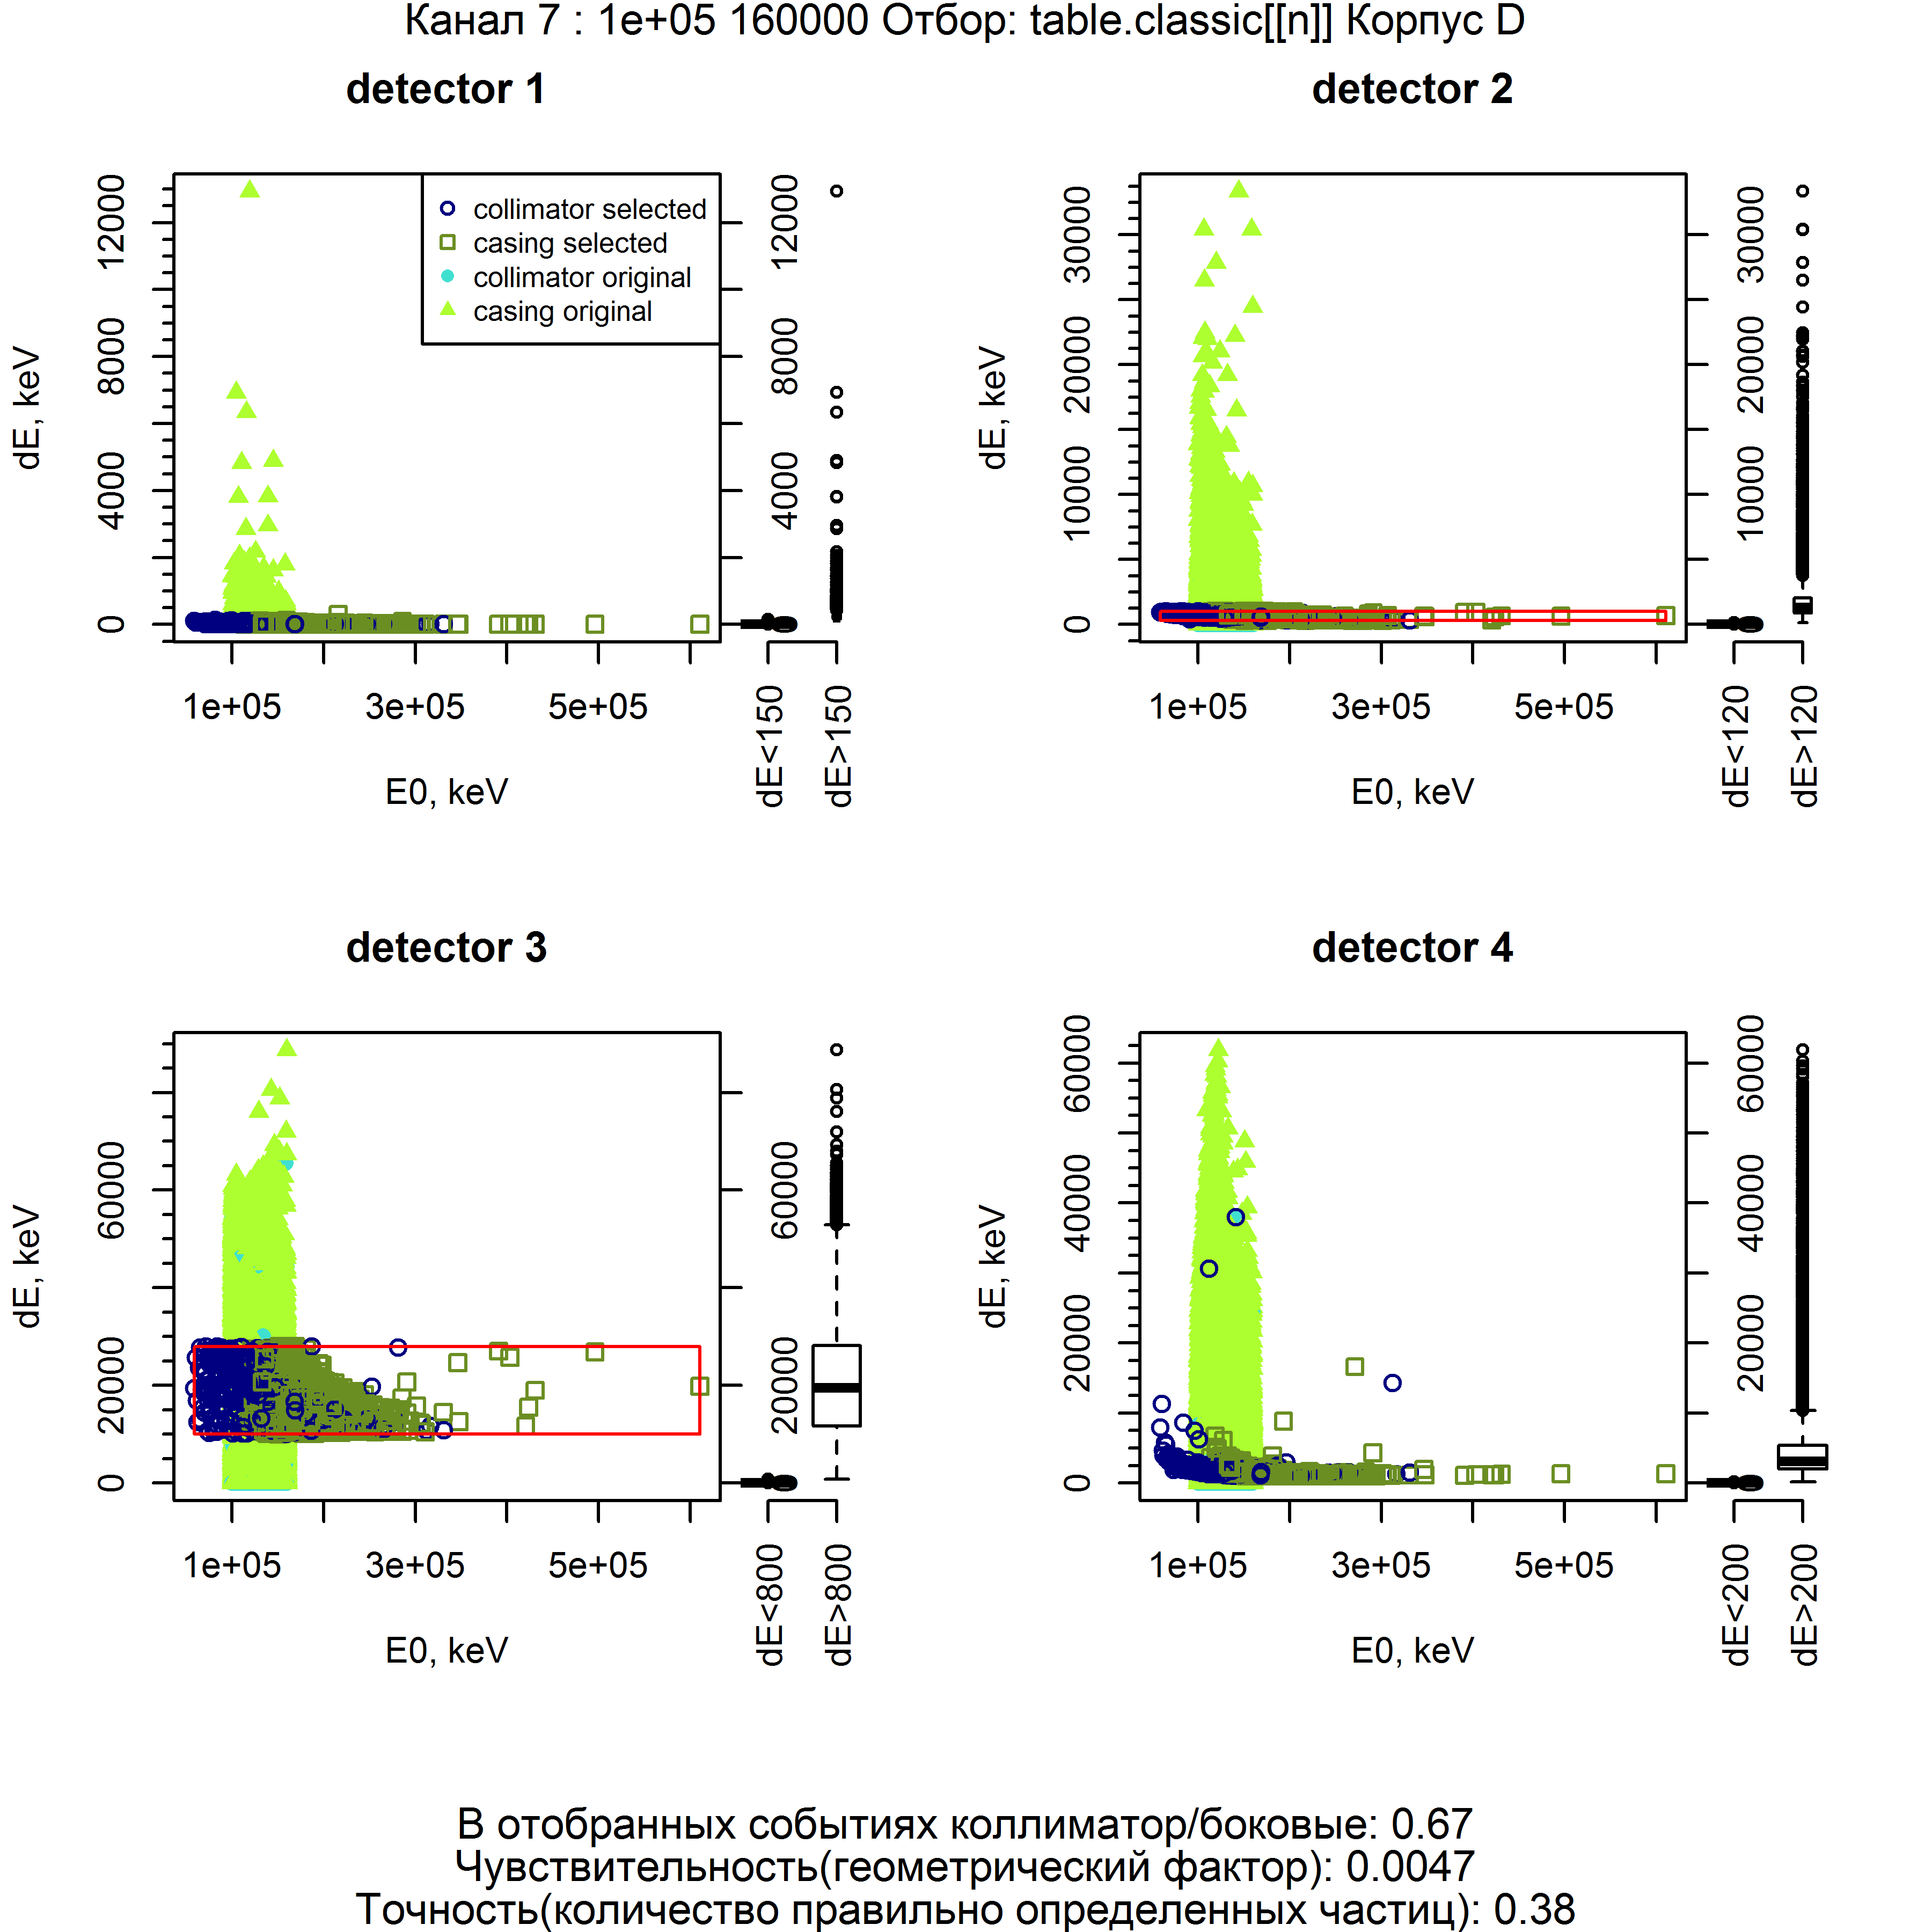 Канал 7 : 1e+05 160000 Отбор: table.classic[[n]] Корпус D
detector 1
dE, keV
0 4000 8000 12000
collimator selected
casing selected
collimator original
casing original
0 4000 8000 12000
1e+05 3e+05 5e+05
E0, keV
dE<150
dE>150
detector 2
dE, keV
0 10000 20000 30000
0 10000 20000 30000
1e+05 3e+05 5e+05
E0, keV
dE<120
dE>120
detector 3
dE, keV
0 20000 60000
0 20000 60000
1e+05 3e+05 5e+05
E0, keV
dE<800
dE>800
detector 4
dE, keV
0 20000 40000 60000
0 20000 40000 60000
1e+05 3e+05 5e+05
E0, keV
dE<200
dE>200
В отобранных событиях коллиматор/боковые: 0.67
Чувствительность(геометрический фактор): 0.0047
Точность(количество правильно определенных частиц): 0.38